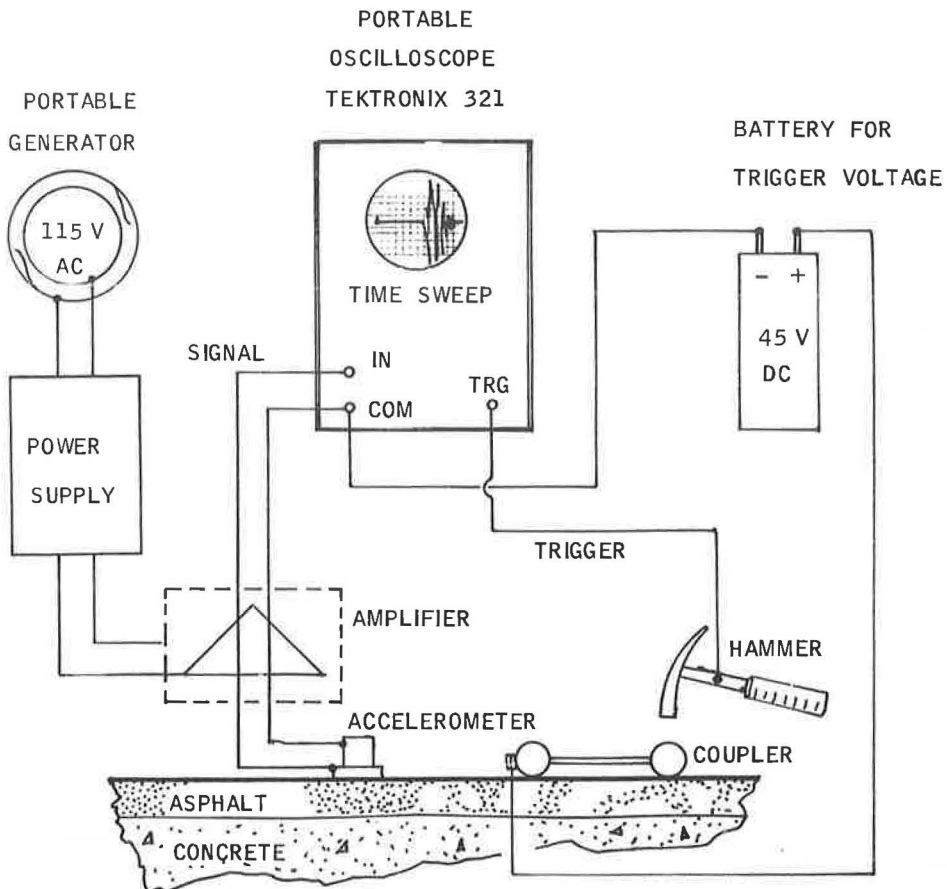 PORTABLE
OSCILLOSCOPE
TEKTRONIX 321
PORTABLE
GENERATOR
BATTERY FOR
TRIGGER VOLTAGE
115 V
AC
TIME SWEEP
- +
45 V
DC
SIGNAL
IN
TRG
COM
POWER
SUPPLY
TRIGGER
AMPLIFIER
HAMMER
ACCELEROMETER
COUPLER
ASPHALT
CONCRETE